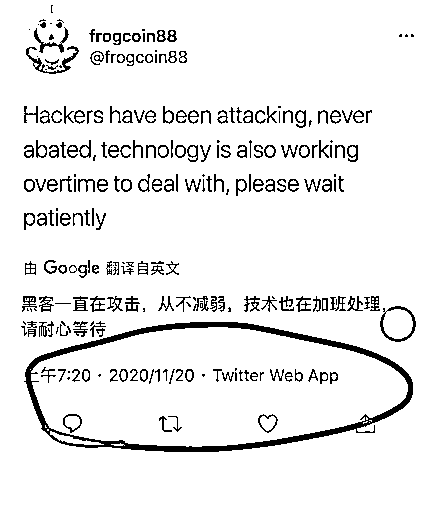 frogcoin88
@frogcoin88
Hackers have been attacking, never
abated, technology is also working
overtime to deal with, please wait
patiently
由 Google 翻译自英文
黑客一直在攻击，从不减弱，技术也在加班处理，
请耐心等待
上午7:20 · 2020/11/20 · Twitter Web App